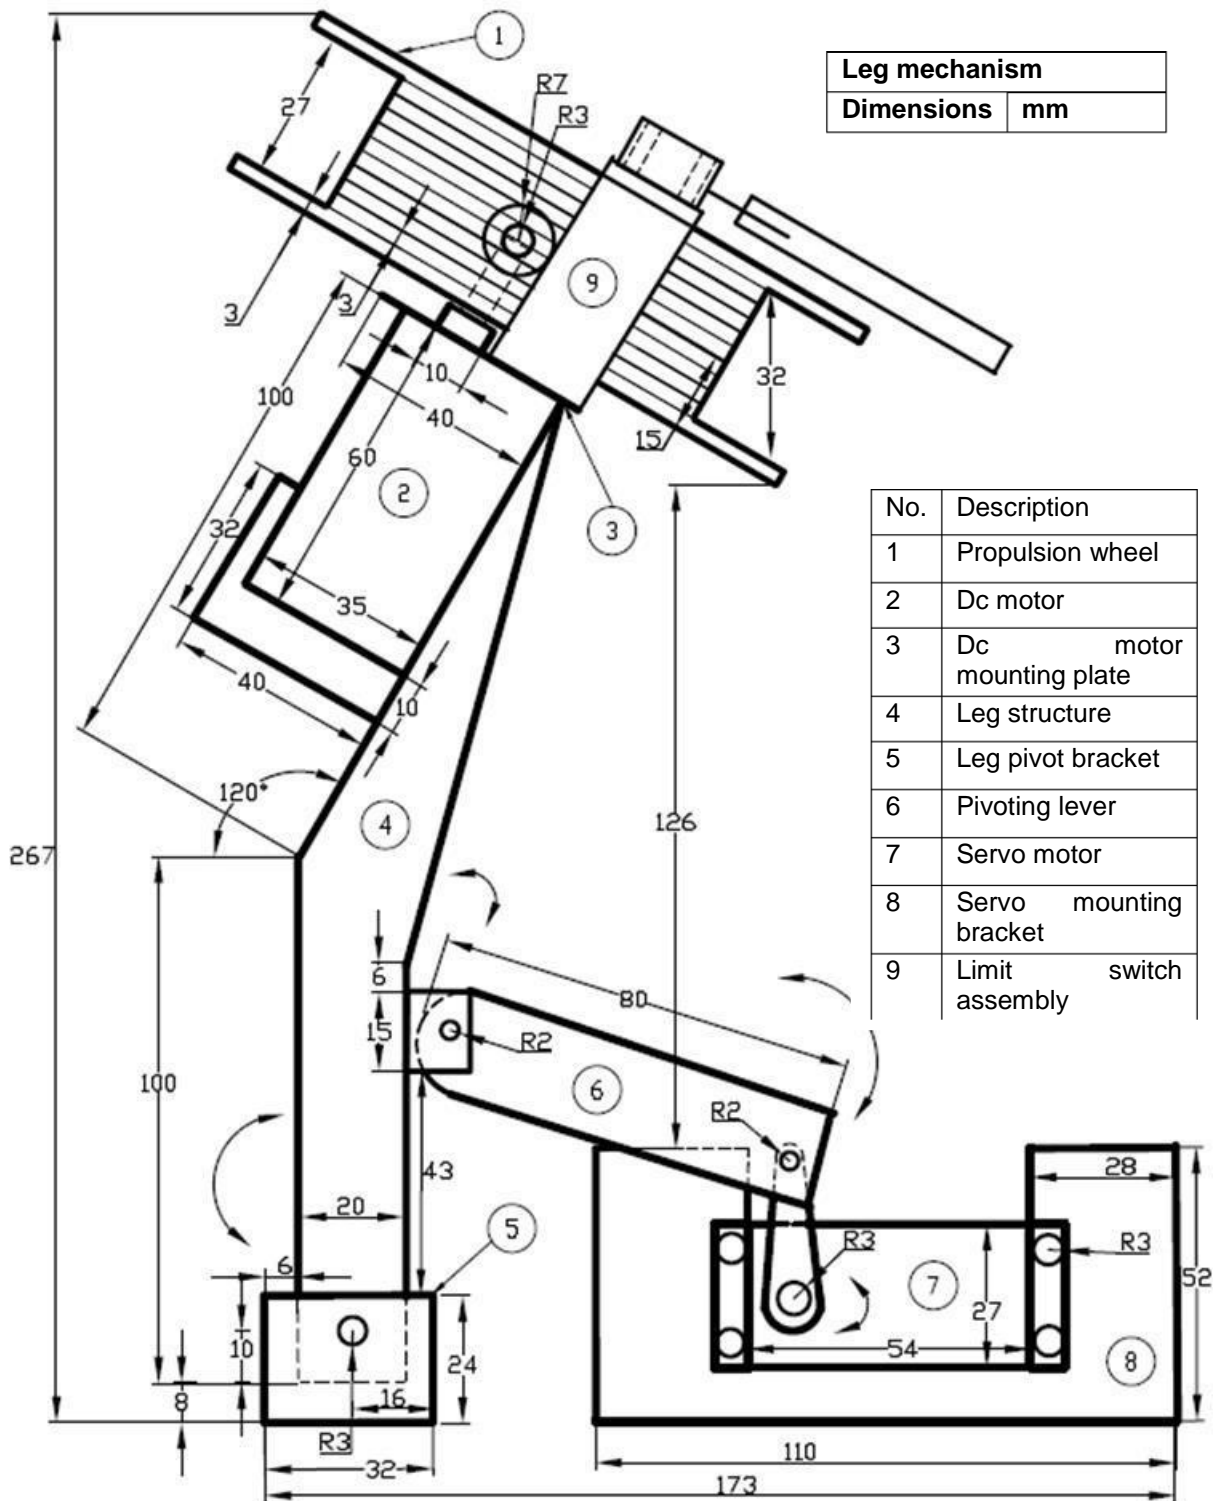 1
Leg mechanism
Dimensions mm
R7
27
R3
9
3
3
32
10
100
40
15
60
2
3
32
35
40
10
120°
4
126
267
No. Description
1 Propulsion wheel
2 Dc motor
3 Dc motor
mounting plate
4 Leg structure
5 Leg pivot bracket
6 Pivoting lever
7 Servo motor
8 Servo mounting
bracket
9 Limit switch
assembly
6
80
15
R2
100
6
R2
43
28
20
5
R3
R3
6
7
52
27
10
54
24
8
8
16
R3
32
110
173